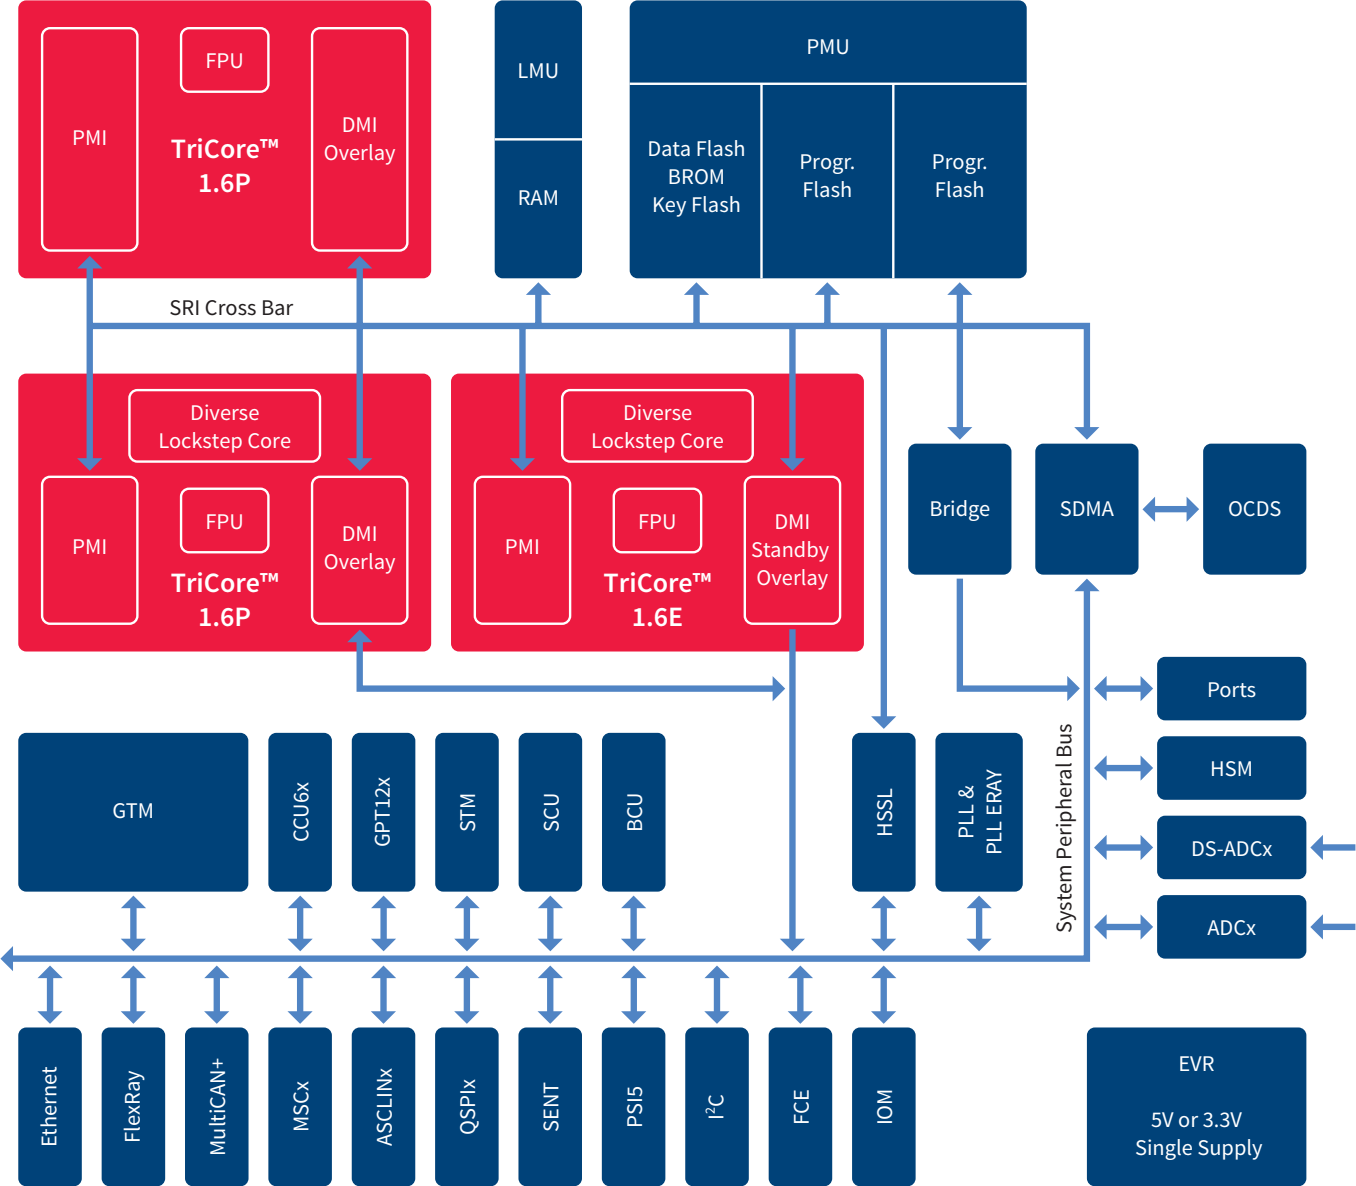 PMI
FPU
TriCore™
1.6P
DMI
Overlay
LMU
RAM
PMU
Data Flash
BROM
Key Flash
Progr.
Flash
Progr.
Flash
SRI Cross Bar
Diverse
Lockstep Core
PMI
FPU
TriCore™
1.6P
DMI
Overlay
Diverse
Lockstep Core
PMI
FPU
TriCore™
1.6E
DMI
Standby
Overlay
Bridge
SDMA
OCDS
Ports
HSM
DS-ADCx
ADCx
System Peripheral Bus
GTM
CCU6x
GPT12x
STM
SCU
BCU
HSSL
PLL &
PLL ERAY
Ethernet
FlexRay
MultiCAN+
MSCx
ASCLINx
QSPIx
SENT
PSI5
I²C
FCE
IOM
EVR
5V or 3.3V
Single Supply